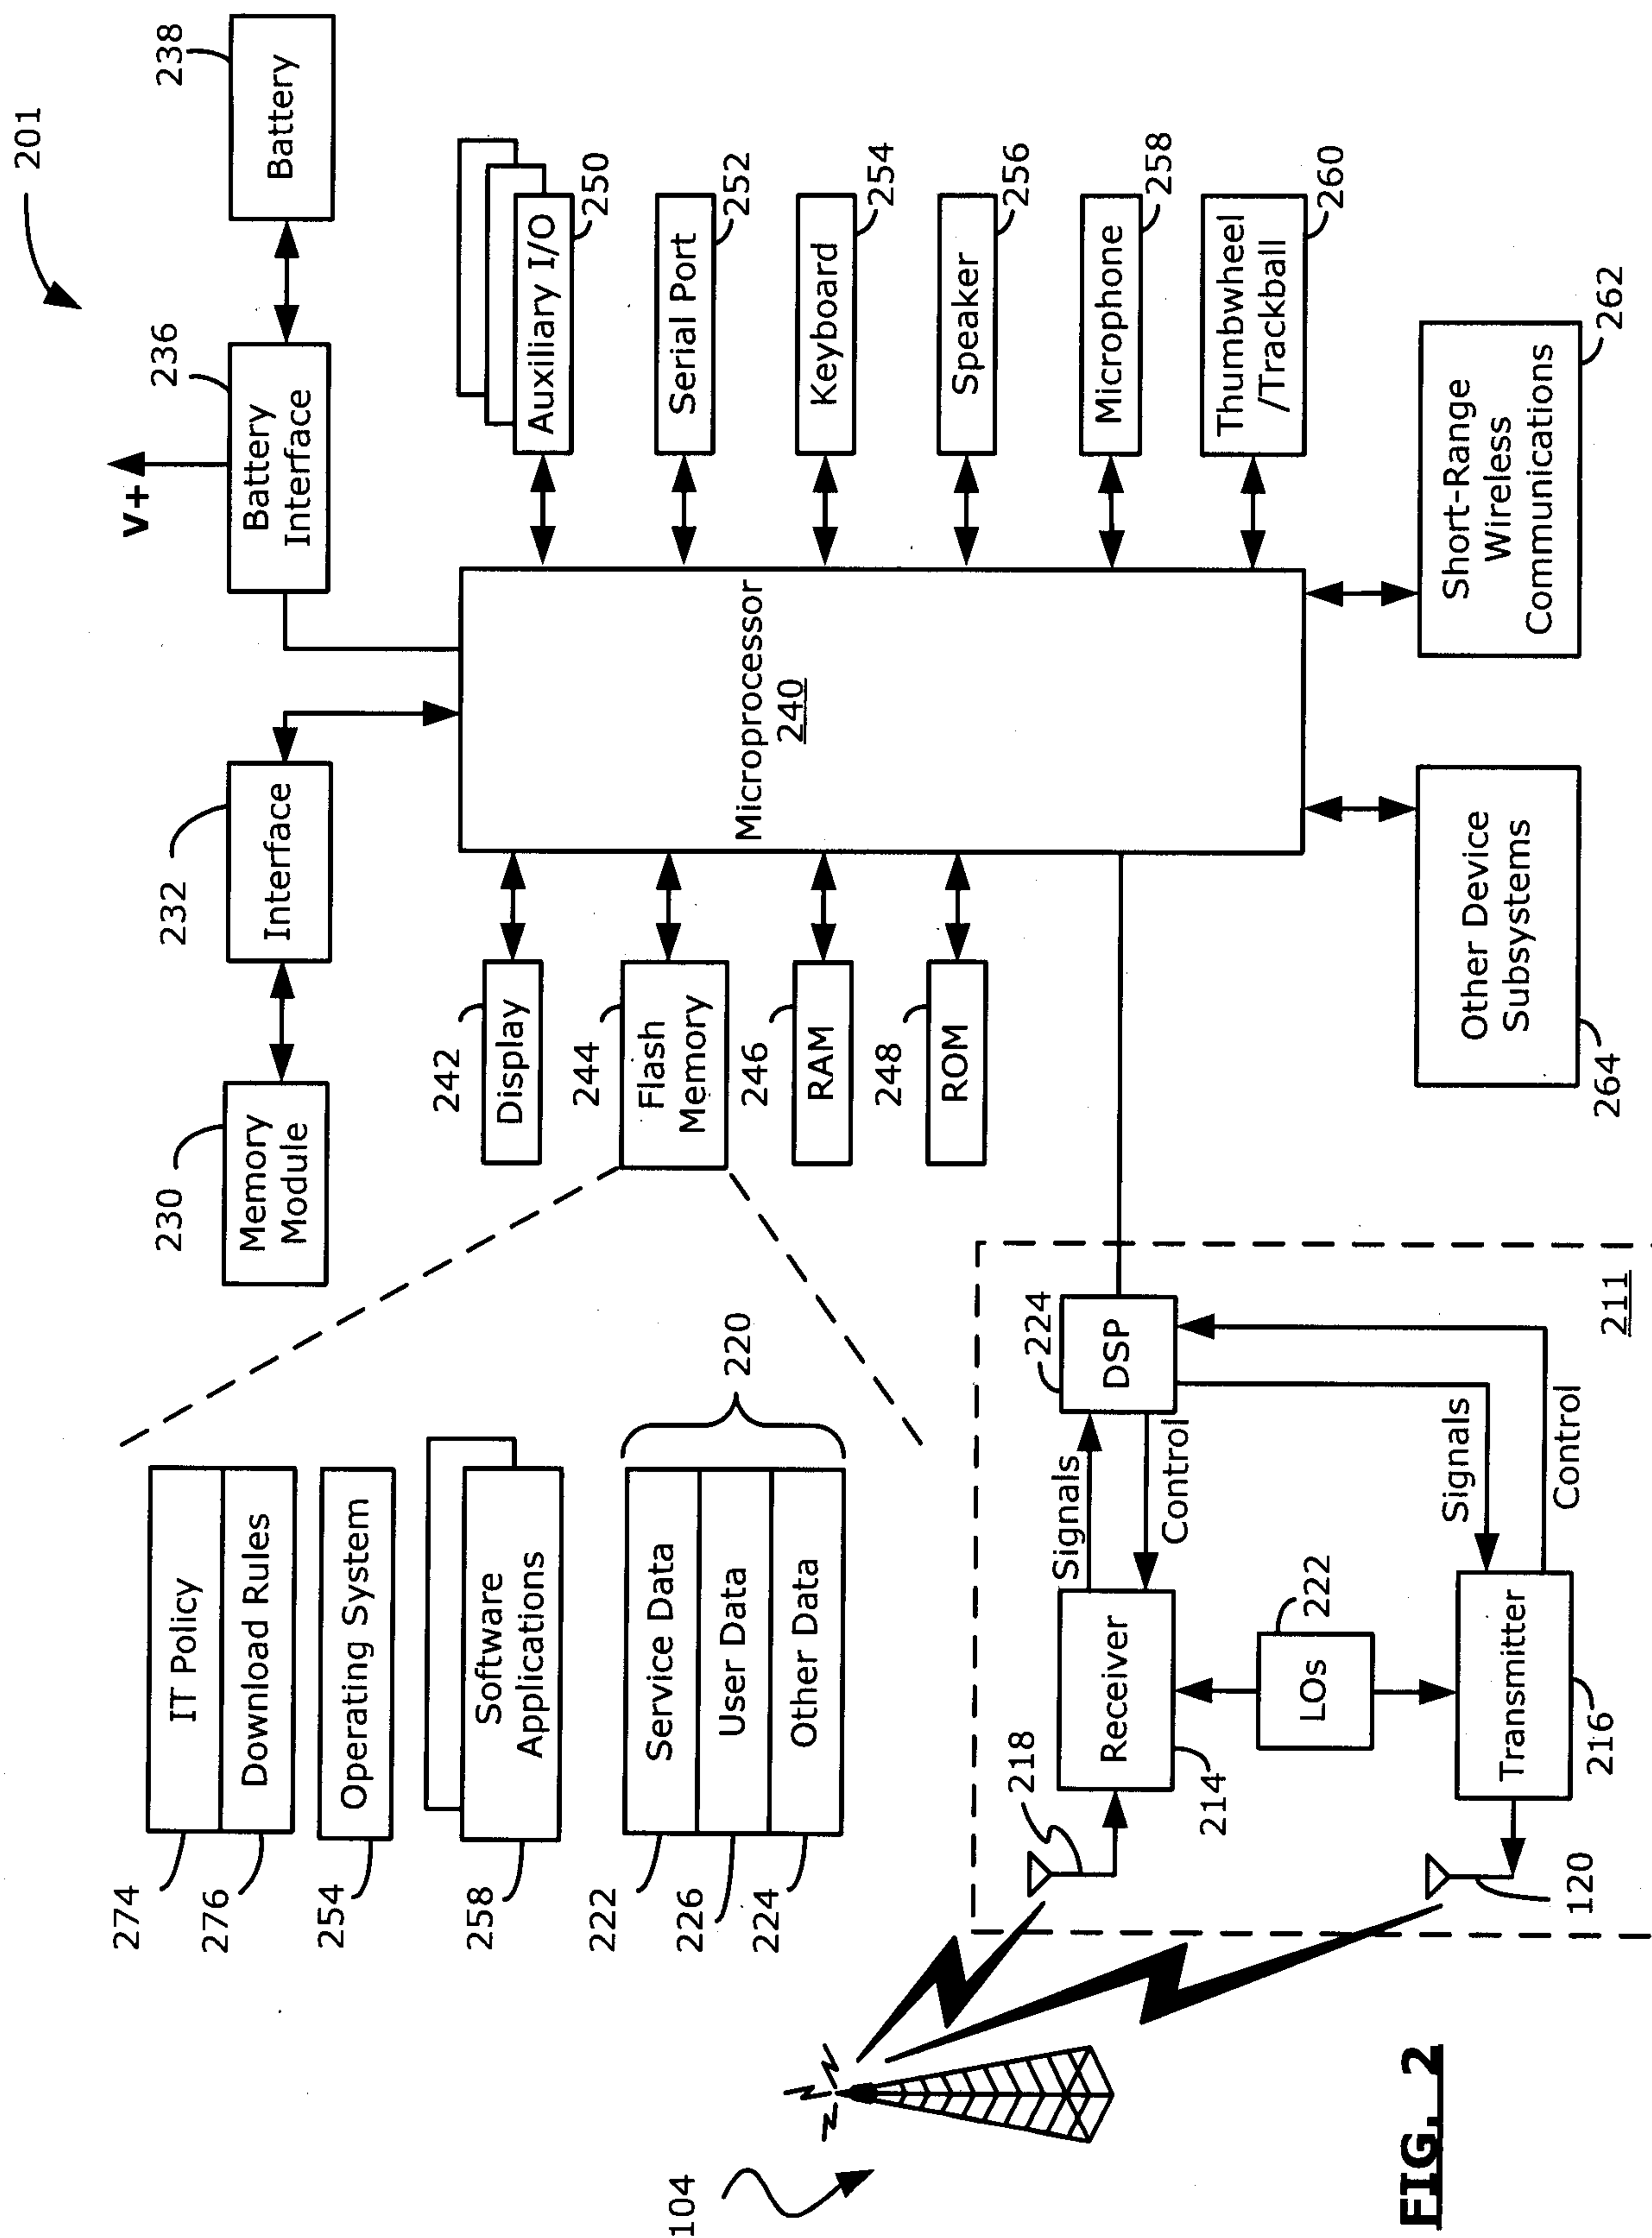 201
274
IT Policy
276
Download Rules
254
Operating System
258
Software
Applications
222
Service Data
226
User Data
224
Other Data
220
230
Memory
Module
232
Interface
V+
236
Battery
Interface
238
Battery
242
Display
244
Flash
Memory
246
RAM
248
ROM
Microprocessor
240
Auxiliary I/O
250
Serial Port
252
Keyboard
254
Speaker
256
Microphone
258
Thumbwheel
/Trackball
260
Short-Range
Wireless
Communications
262
Other Device
Subsystems
264
104
218
Receiver
214
Signals
Control
224
DSP
LOs
222
Signals
Control
Transmitter
216
120
211
FIG. 2